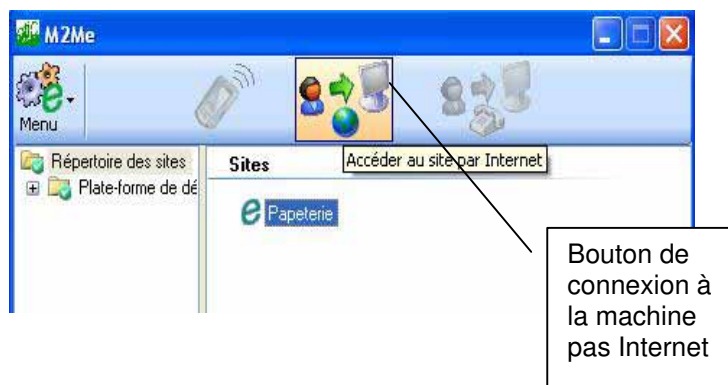 M2Me
Menu
Répertoire des sites
Plate-forme de dé
Sites
Accéder au site par Internet
Papeterie
Bouton de
connexion à
la machine
pas Internet